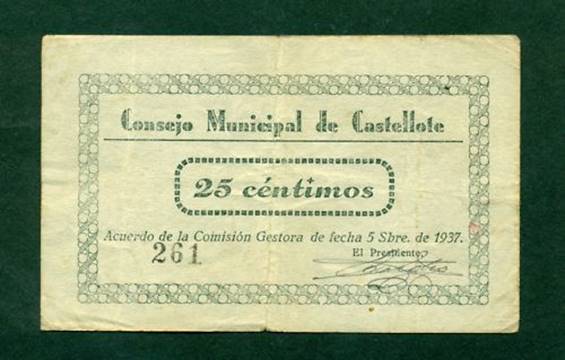 Consejo Municipal de Castellote
25 céntimos
Acuerdo de la Comisión Gestora de fecha 5 Sbre. de 1937.
261
El Presidente,